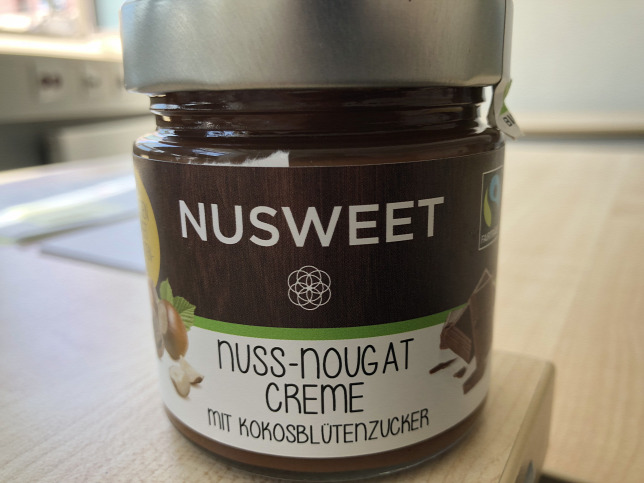 NUSWEET
NUSS-NOUGAT
CREME
MIT KOKOSBLÜTENZUCKER